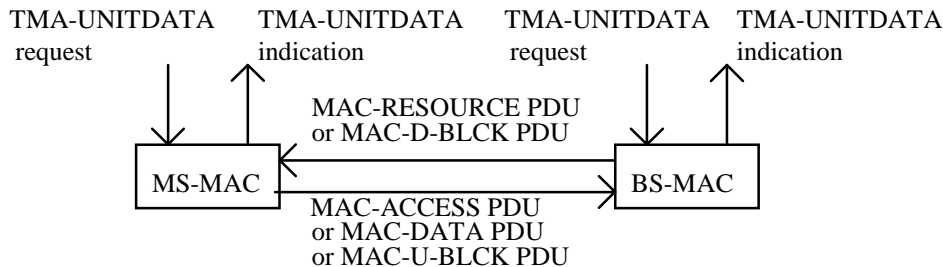 TMA-UNITDATA request
TMA-UNITDATA indication
TMA-UNITDATA request
TMA-UNITDATA indication
MAC-RESOURCE PDU
or MAC-D-BLCK PDU
MS-MAC
BS-MAC
MAC-ACCESS PDU
or MAC-DATA PDU
or MAC-U-BLCK PDU